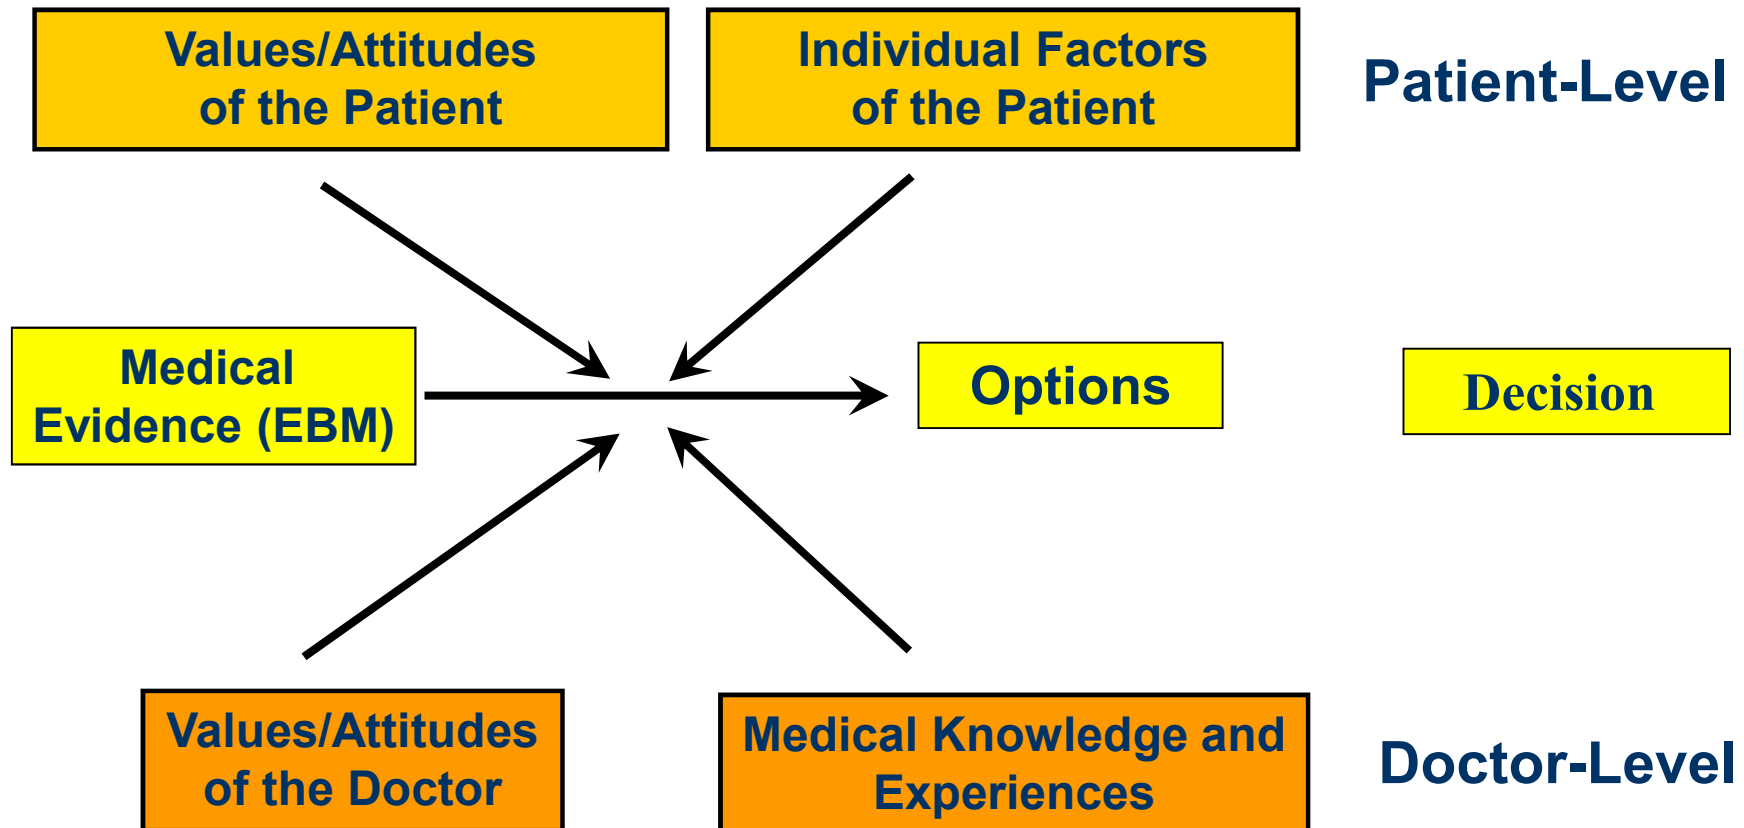 Values/Attitudes
of the Patient
Individual Factors
of the Patient
Patient-Level
Medical
Evidence (EBM)
Options
Decision
Values/Attitudes
of the Doctor
Medical Knowledge and
Experiences
Doctor-Level